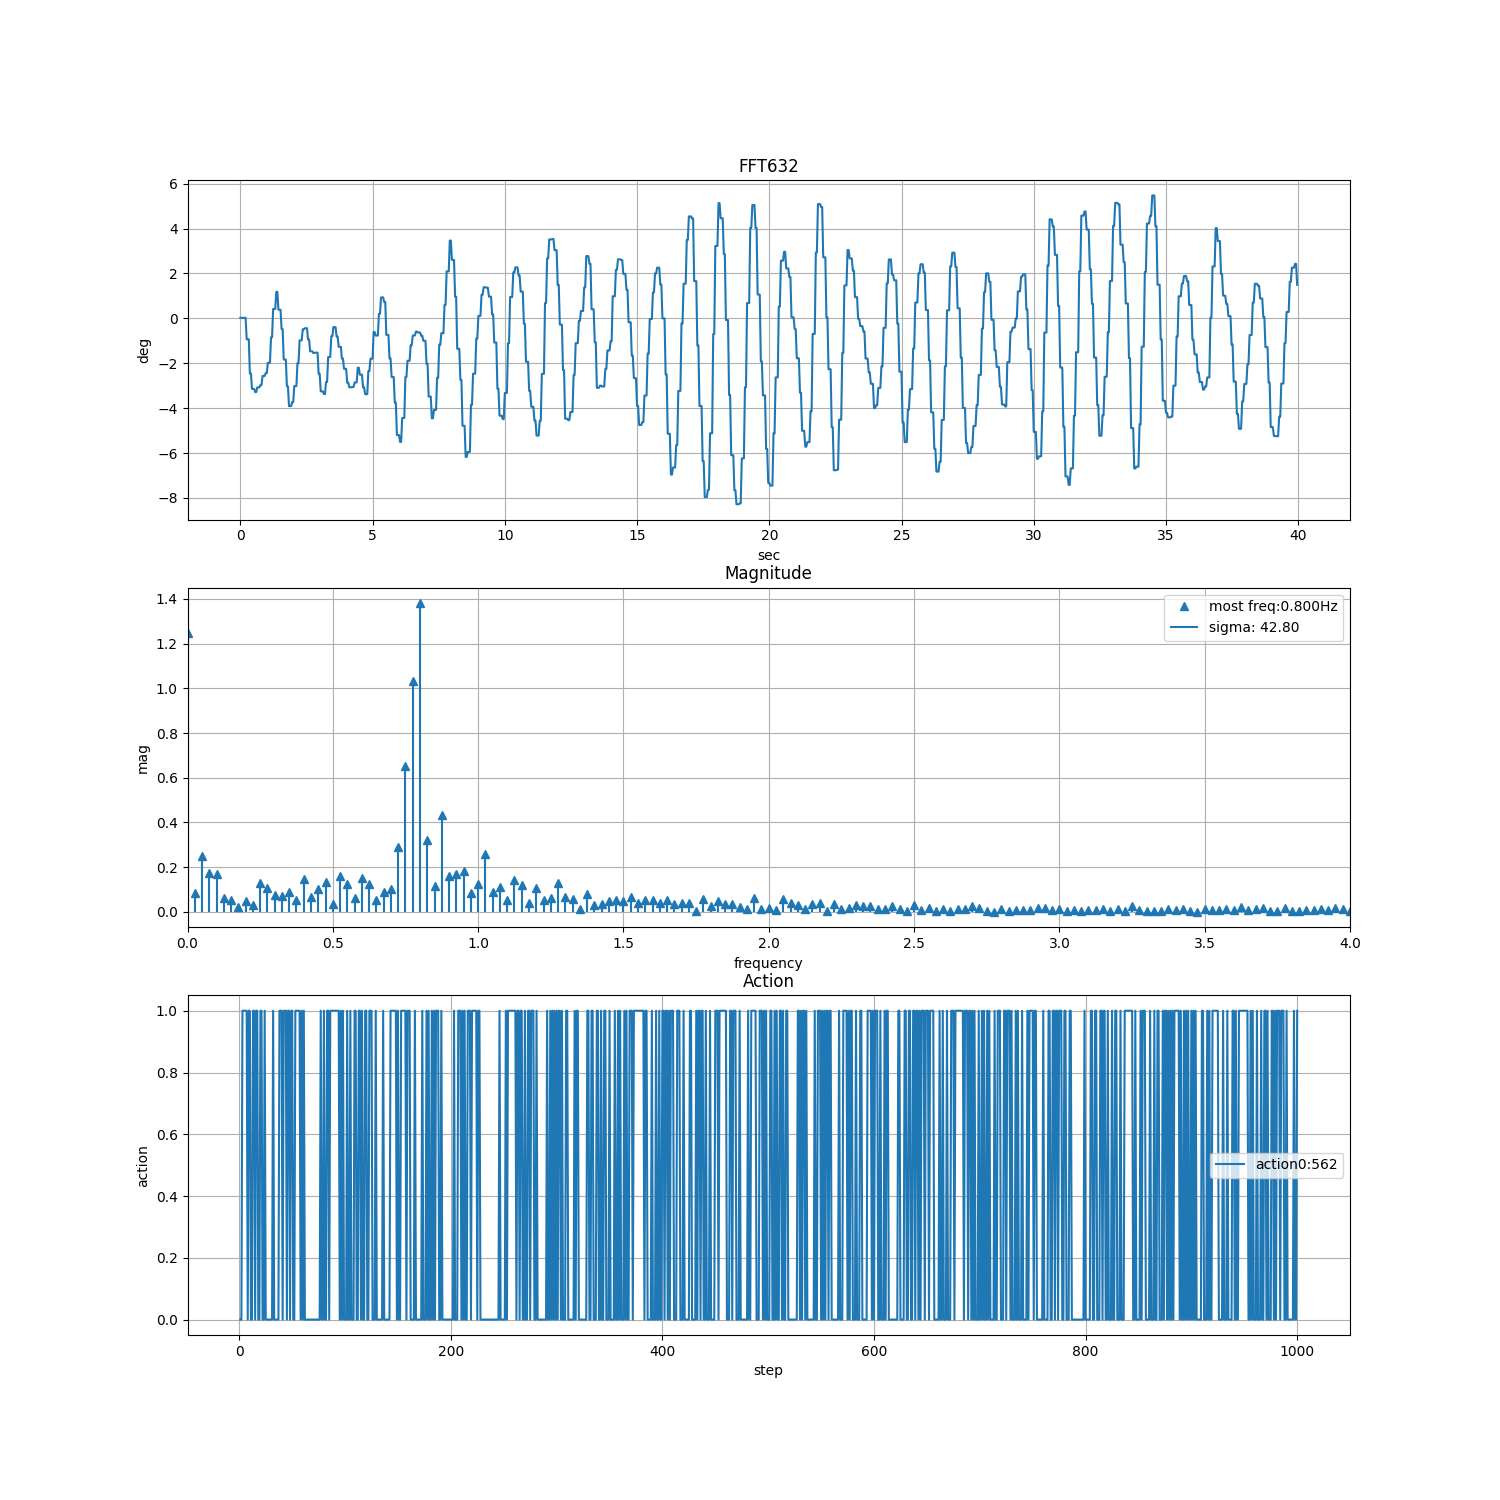 FFT632
6
4
2
0
−2
−4
−6
−8
deg
0 5 10 15 20 25 30 35 40
sec
Magnitude
1.4
1.2
1.0
0.8
0.6
0.4
0.2
0.0
mag
most freq:0.800Hz
sigma: 42.80
0.0 0.5 1.0 1.5 2.0 2.5 3.0 3.5 4.0
frequency
Action
1.0
0.8
0.6
0.4
0.2
0.0
action
action0:562
0 200 400 600 800 1000
step